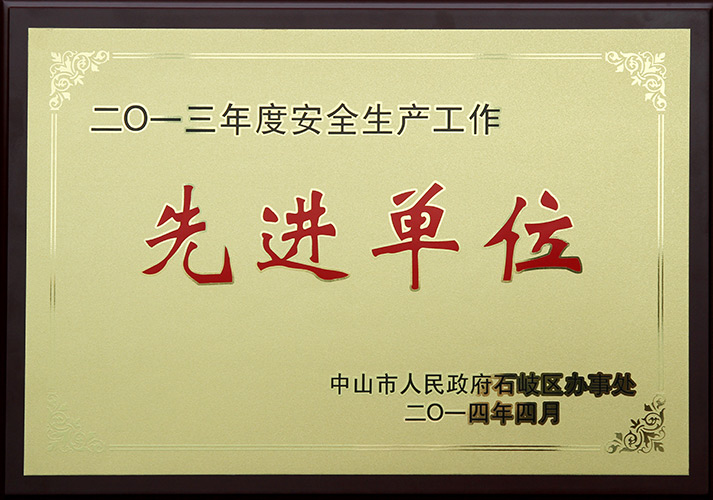 二〇一三年度安全生产工作
先进单位
中山市人民政府石岐区办事处
二〇一四年四月